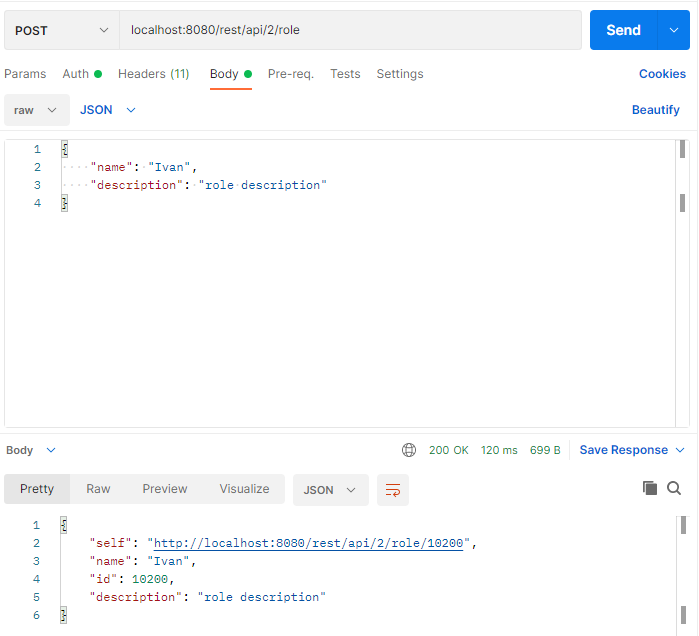 POST localhost:8080/rest/api/2/role Send
Params Auth Headers (11) Body Pre-req. Tests Settings Cookies
raw JSON Beautify
1 {
2 "name": "Ivan",
3 "description": "role description"
4 }
Body 200 OK 120 ms 699 B Save Response
Pretty Raw Preview Visualize JSON
1 {
2 "self": "http://localhost:8080/rest/api/2/role/10200",
3 "name": "Ivan",
4 "id": 10200,
5 "description": "role description"
6 }